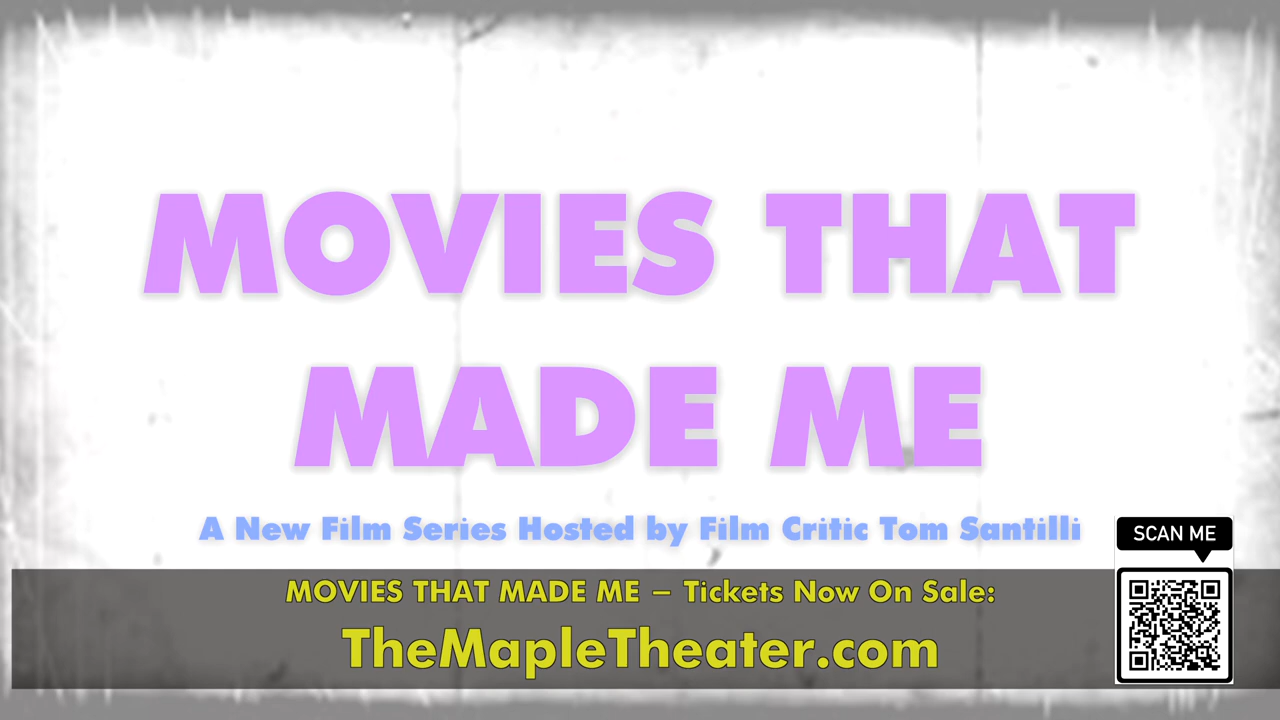 MOVIES THAT
MADE ME
A New Film Series Hosted by Film Critic Tom Santilli
SCAN ME
MOVIES THAT MADE ME – Tickets Now On Sale:
TheMapleTheater.com